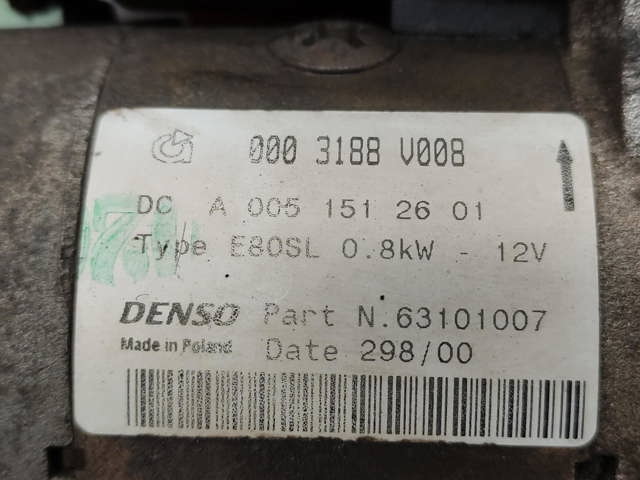 000 3188 V008
DC A 005 151 26 01
Type E80SL 0.8kW - 12V
DENSO Part N.63101007
Made in Poland Date 298/00